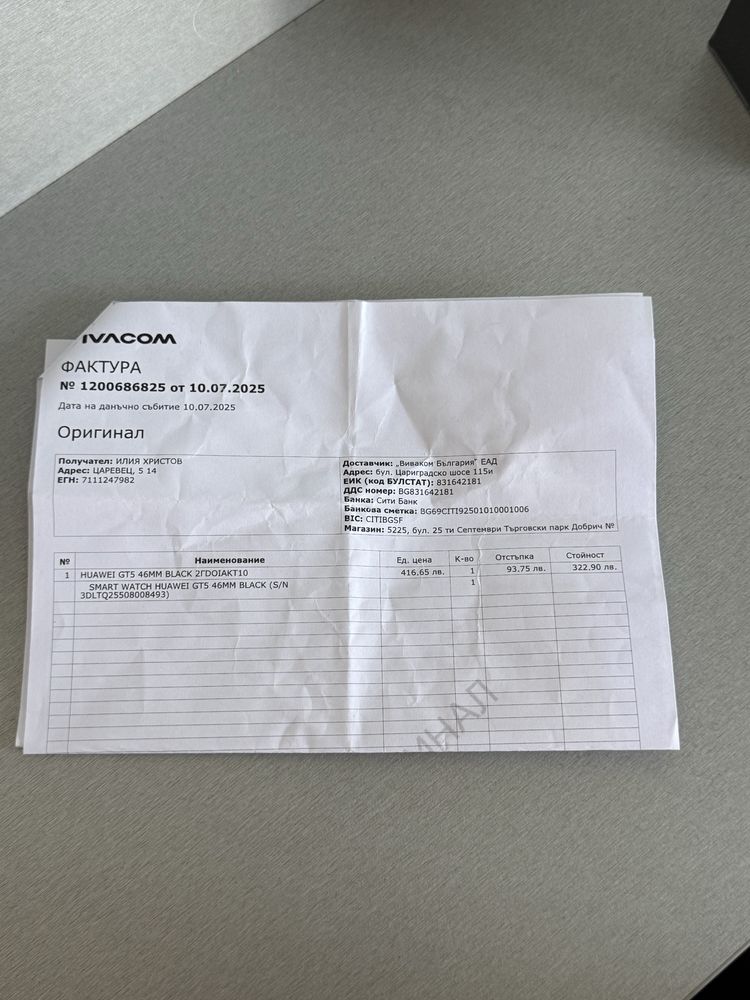 IVACOM
ФАКТУРА
№ 1200686825 от 10.07.2025
Дата на данъчно събитие 10.07.2025
Оригинал
Получател: ИЛИЯ ХРИСТОВ
Адрес: ЦАРЕВЕЦ, 5 14
ЕГН: 7111247982
Доставчик: „Виваком България" ЕАД
Адрес: бул. Цариградско шосе 115и
ЕИК (код БУЛСТАТ): 831642181
ДДС номер: BG831642181
Банка: Сити Банк
Банкова сметка: BG69CITI92501010001006
BIC: CITIBGSF
Магазин: 5225, бул. 25 ти Септември Търговски парк Добрич №
№ Наименование Ед. цена К-во Отстъпка Стойност
1 HUAWEI GT5 46MM BLACK 2ГDOIAKT10 416.65 лв. 1 93.75 лв. 322.90 лв.
SMART WATCH HUAWEI GT5 46MM BLACK (S/N 1
3DLTQ25508008493)
ИНАЛ